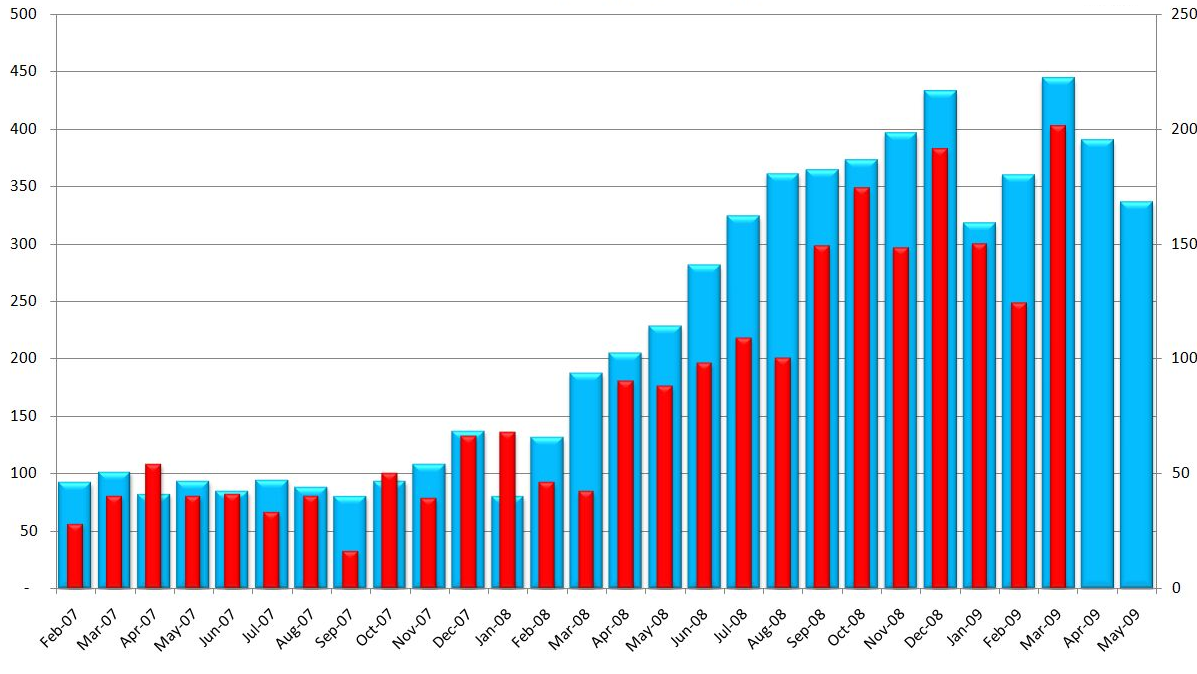 500
450
400
350
300
250
200
150
100
50
-
250
200
150
100
50
0
Feb-07
Mar-07
Apr-07
May-07
Jun-07
Jul-07
Aug-07
Sep-07
Oct-07
Nov-07
Dec-07
Jan-08
Feb-08
Mar-08
Apr-08
May-08
Jun-08
Jul-08
Aug-08
Sep-08
Oct-08
Nov-08
Dec-08
Jan-09
Feb-09
Mar-09
Apr-09
May-09